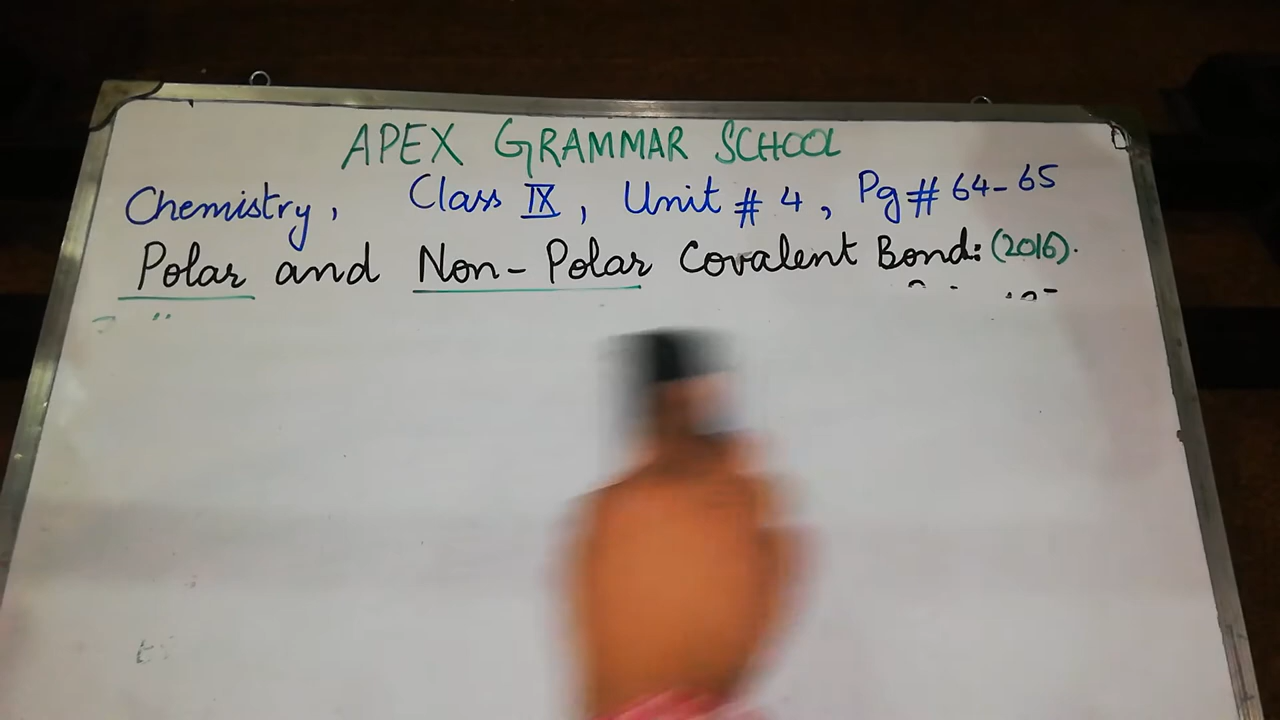 APEX GRAMMAR SCHOOL
Chemistry, Class IX, Unit # 4, Pg # 64-65
Polar and Non-Polar Covalent Bond: (2016).